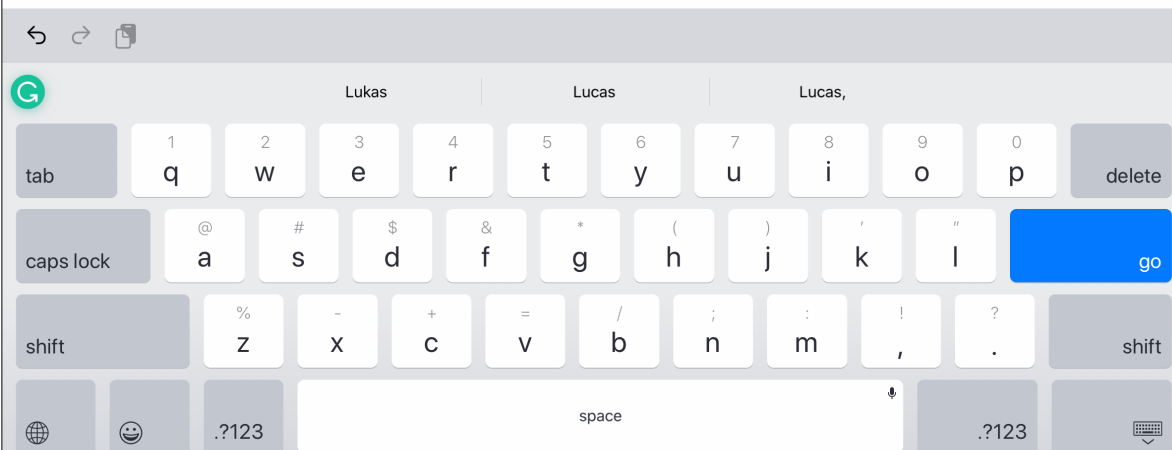 Lukas Lucas Lucas,
1 2 3 4 5 6 7 8 9 0
tab q w e r t y u i o p delete
@ # $ & * ( ) ' "
caps lock a s d f g h j k l go
% - + = / ; : ! ?
shift z x c v b n m , . shift
.?123 space .?123